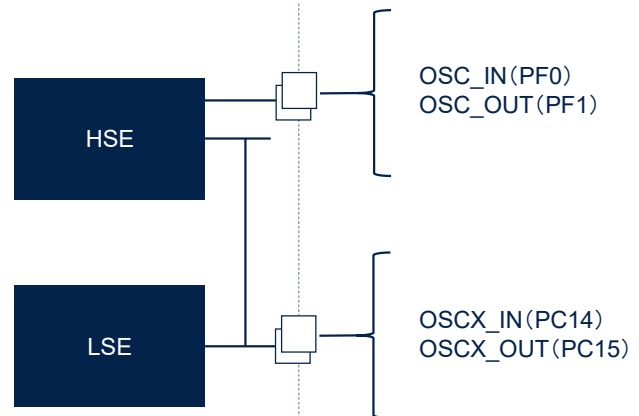 HSE
OSC_IN(PF0)
OSC_OUT(PF1)
LSE
OSCX_IN(PC14)
OSCX_OUT(PC15)